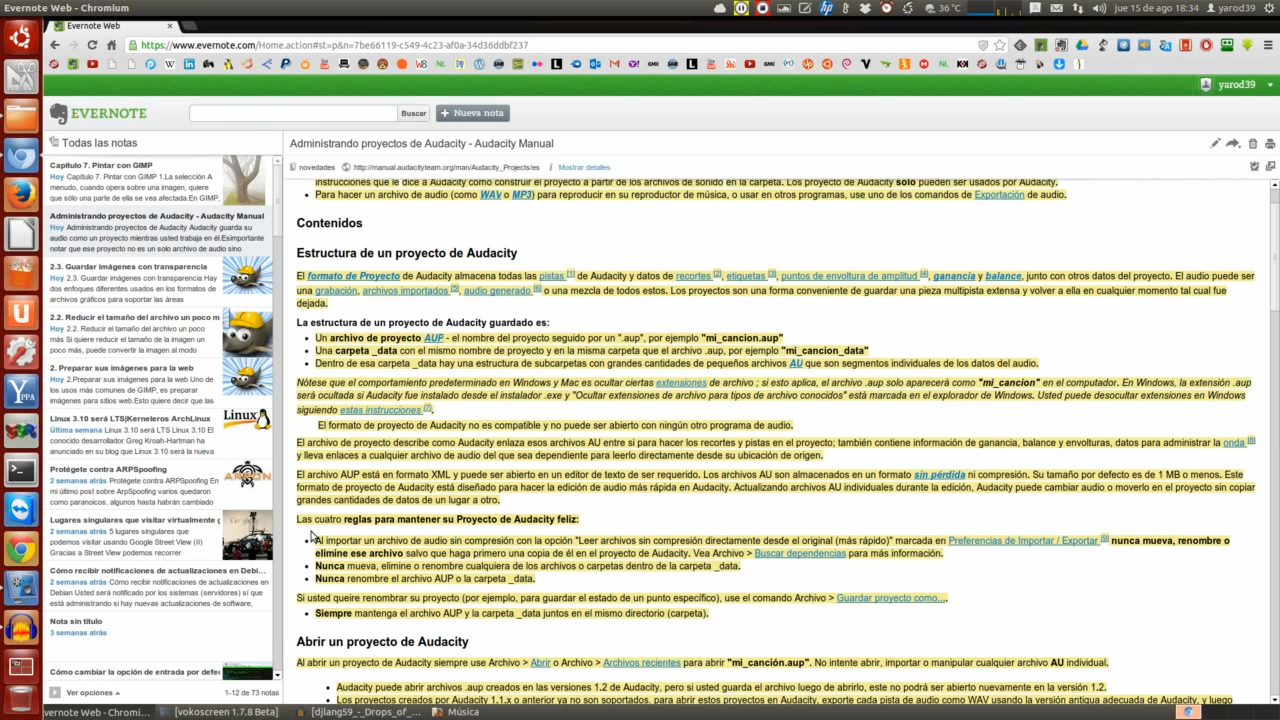 Evernote Web - Chromium
36 °C
jue 15 de ago 18:34
yarod39
Evernote Web
https://www.evernote.com/Home.action#st=p&n=7be66119-c549-4c23-af0a-34d36ddbf237
yarod39
EVERNOTE
Buscar
+ Nueva nota
Todas las notas
Capítulo 7. Pintar con GIMP
Hoy Capítulo 7. Pintar con GIMP 1.La selección A
menudo, cuando opera sobre una imagen, quiere
que sólo una parte de ella se vea afectada.En GIMP,
Administrando proyectos de Audacity - Audacity Manual
Hoy Administrando proyectos de Audacity Audacity guarda su
audio como un proyecto mientras usted trabaja en él.Esimportante
notar que ese proyecto no es un solo archivo de audio sino
2.3. Guardar imágenes con transparencia
Hoy 2.3. Guardar imágenes con transparencia Hay
dos enfoques diferentes usados en los formatos de
archivos gráficos para soportar las áreas
2.2. Reducir el tamaño del archivo un poco m
Hoy 2.2. Reducir el tamaño del archivo un poco
más Si quiere reducir el tamaño de la imagen un
poco más, puede convertir la imagen al modo
2. Preparar sus imágenes para la web
Hoy 2.Preparar sus imágenes para la web Uno de
los usos más comunes de GIMP, es preparar
imágenes para sitios web.Esto quiere decir que las
Linux 3.10 será LTS|Kerneleros ArchLinux
Última semana Linux 3.10 será LTS Linux 3.10 El
conocido desarrollador Greg Kroah-Hartman ha
anunciado en su blog que Linux 3.10 será la nueva
Linux
Protégete contra ARPSpoofing
2 semanas atrás Protégete contra ARPSpoofing En
mi último post sobre ArpSpoofing varios quedaron
como paranoicos, algunos hasta habrán cambiado
Lugares singulares que visitar virtualmente g
2 semanas atrás 5 lugares singulares que
podemos visitar usando Google Street View (II)
Gracias a Street View podemos recorrer
Cómo recibir notificaciones de actualizaciones en Debi...
2 semanas atrás Cómo recibir notificaciones de actualizaciones en
Debian Usted será notificado por los sistemas (servidores) sí que
está administrando si hay nuevas actualizaciones de software,
Nota sin título
3 semanas atrás
Cómo cambiar la opción de entrada por defec
Ver opciones
1-12 de 73 notas
Administrando proyectos de Audacity - Audacity Manual
novedades http://manual.audacityteam.org/man/Audacity_Projects/es Mostrar detalles
instrucciones que le dice a Audacity como construir el proyecto a partir de los archivos de sonido en la carpeta. Los proyecto de Audacity solo pueden ser usados por Audacity.
Para hacer un archivo de audio (como WAV o MP3) para reproducir en su reproductor de música, o usar en otros programas, use uno de los comandos de Exportación de audio.
Contenidos
Estructura de un proyecto de Audacity
El formato de Proyecto de Audacity almacena todas las pistas [1] de Audacity y datos de recortes [2], etiquetas [3], puntos de envoltura de amplitud [4], ganancia y balance, junto con otros datos del proyecto. El audio puede ser
una grabación, archivos importados [5], audio generado [6] o una mezcla de todos estos. Los proyectos son una forma conveniente de guardar una pieza multipista extensa y volver a ella en cualquier momento tal cual fue
dejada.
La estructura de un proyecto de Audacity guardado es:
Un archivo de proyecto AUP - el nombre del proyecto seguido por un ".aup", por ejemplo "mi_cancion.aup"
Una carpeta _data con el mismo nombre de proyecto y en la misma carpeta que el archivo .aup, por ejemplo "mi_cancion_data"
Dentro de esa carpeta _data hay una estructura de subcarpetas con grandes cantidades de pequeños archivos AU que son segmentos individuales de los datos del audio.
Nótese que el comportamiento predeterminado en Windows y Mac es ocultar ciertas extensiones de archivo ; si esto aplica, el archivo .aup solo aparecerá como "mi_cancion" en el computador. En Windows, la extensión .aup
será ocultada si Audacity fue instalado desde el instalador .exe y "Ocultar extensiones de archivo para tipos de archivo conocidos" está marcada en el explorador de Windows. Usted puede desocultar extensiones en Windows
siguiendo estas instrucciones [7].
El formato de proyecto de Audacity no es compatible y no puede ser abierto con ningún otro programa de audio.
El archivo de proyecto describe como Audacity enlaza esos archivos AU entre si para hacer los recortes y pistas en el proyecto; también contiene información de ganancia, balance y envolturas, datos para administrar la onda [8]
y lleva enlaces a cualquier archivo de audio del que sea dependiente para leerlo directamente desde su ubicación de origen.
El archivo AUP está en formato XML y puede ser abierto en un editor de texto de ser requerido. Los archivos AU son almacenados en un formato sin pérdida ni compresión. Su tamaño por defecto es de 1 MB o menos. Este
formato de proyecto de Audacity está diseñado para hacer la edición de audio más rápida en Audacity. Actualizando archivos AU individuales durante la edición, Audacity puede cambiar audio o moverlo en el proyecto sin copiar
grandes cantidades de datos de un lugar a otro.
Las cuatro reglas para mantener su Proyecto de Audacity feliz:
Al importar un archivo de audio sin compresión con la opción "Leer archivos sin compresión directamente desde el original (más rápido)" marcada en Preferencias de Importar / Exportar [9] nunca mueva, renombre o
elimine ese archivo salvo que haga primero una copia de él en el proyecto de Audacity. Vea Archivo > Buscar dependencias para más información.
Nunca mueva, elimine o renombre cualquiera de los archivos o carpetas dentro de la carpeta _data.
Nunca renombre el archivo AUP o la carpeta _data.
Si usted queire renombrar su proyecto (por ejemplo, para guardar el estado de un punto específico), use el comando Archivo > Guardar proyecto como....
Siempre mantenga el archivo AUP y la carpeta _data juntos en el mismo directorio (carpeta).
Abrir un proyecto de Audacity
Al abrir un proyecto de Audacity siempre use Archivo > Abrir o Archivo > Archivos recientes para abrir "mi_canción.aup". No intente abrir, importar o manipular cualquier archivo AU individual.
Audacity puede abrir archivos .aup creados en las versiones 1.2 de Audacity, pero si usted guarda el archivo luego de abrirlo, este no podrá ser abierto nuevamente en la versión 1.2.
Los proyectos creados por Audacity 1.1.x o anterior ya no son soportados, para abrir estos proyectos en Audacity, exporte cada pista de audio como WAV usando la versión antigua adecuada de Audacity, y luego
vernote Web - Chromi...
[vokoscreen 1.7.8 Beta]
[djlang59_-_Drops_of_...
Música